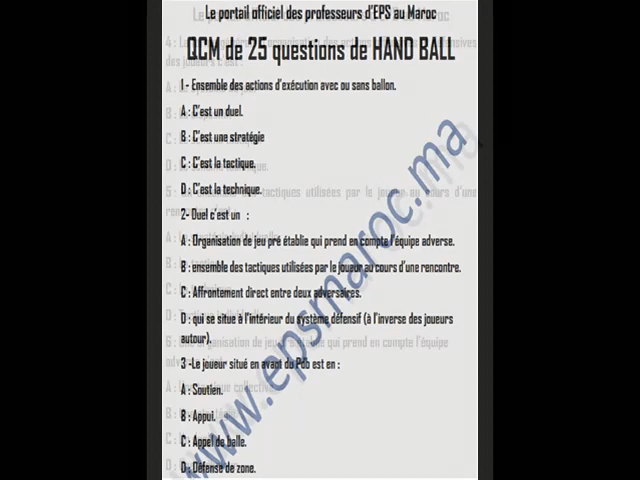 Le portail officiel des professeurs d'EPS au Maroc
QCM de 25 questions de HAND BALL
1 - Ensemble des actions d'exécution avec ou sans ballon.
A : C'est un duel.
B : C'est une stratégie
C : C'est la tactique.
D : C'est la technique.
2- Duel c'est un :
A : Organisation de jeu pré établie qui prend en compte l'équipe adverse.
B : ensemble des tactiques utilisées par le joueur au cours d'une rencontre.
C : Affrontement direct entre deux adversaires.
D : qui se situe à l'intérieur du système défensif (à l'inverse des joueurs
autour).
3 -Le joueur situé en avant du PdB est en :
A : Soutien.
B : Appui.
C : Appel de balle.
D : Défense de zone.
www.epsmaroc.ma